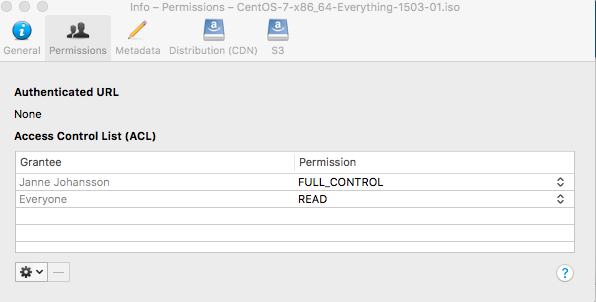 Info – Permissions – CentOS-7-x86_64-Everything-1503-01.iso
General Permissions Metadata Distribution (CDN) S3
Authenticated URL
None
Access Control List (ACL)
Grantee Permission
Janne Johansson FULL_CONTROL
Everyone READ